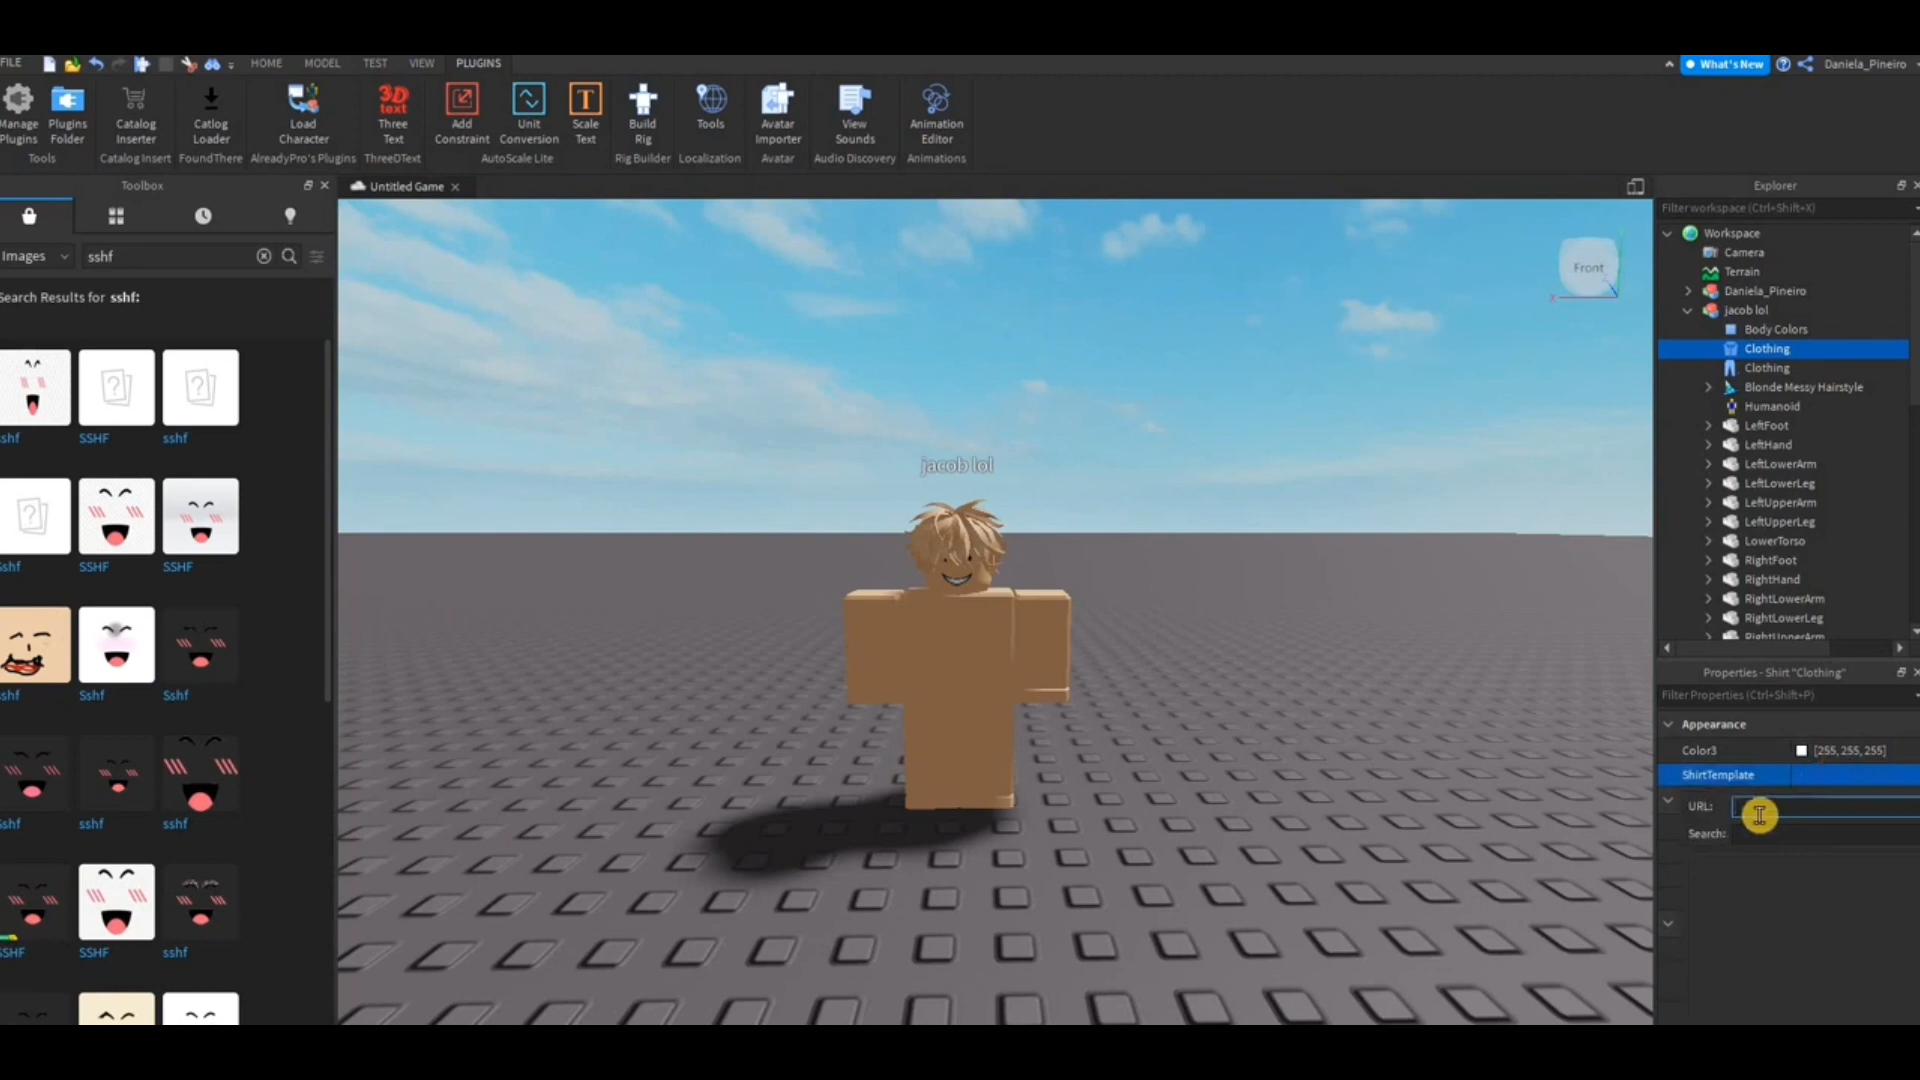 FILE
HOME
MODEL
TEST
VIEW
PLUGINS
What's New
Daniela_Pineiro
Manage Plugins
Plugins Folder
Catalog Inserter
Catlog Loader
Load Character
Three Text
Add Constraint
Unit Conversion
Scale Text
Build Rig
Tools
Avatar Importer
View Sounds
Animation Editor
3D text
T
Tools
Catalog Insert
FoundThere
AlreadyPro's Plugins
ThreeDText
AutoScale Lite
Rig Builder
Localization
Avatar
Audio Discovery
Animations
Toolbox
Untitled Game
Explorer
Images
sshf
Search Results for sshf:
sshf
SSHF
sshf
Sshf
SSHF
SSHF
sshf
Sshf
Sshf
Sshf
sshf
sshf
SSHF
SSHF
sshf
Front
X
jacob lol
Filter workspace (Ctrl+Shift+X)
Workspace
Camera
Terrain
Daniela_Pineiro
jacob lol
Body Colors
Clothing
Clothing
Blonde Messy Hairstyle
Humanoid
LeftFoot
LeftHand
LeftLowerArm
LeftLowerLeg
LeftUpperArm
LeftUpperLeg
LowerTorso
RightFoot
RightHand
RightLowerArm
RightLowerLeg
RightUpperArm
Properties - Shirt "Clothing"
Filter Properties (Ctrl+Shift+P)
Appearance
Color3
[255, 255, 255]
ShirtTemplate
URL:
Search: